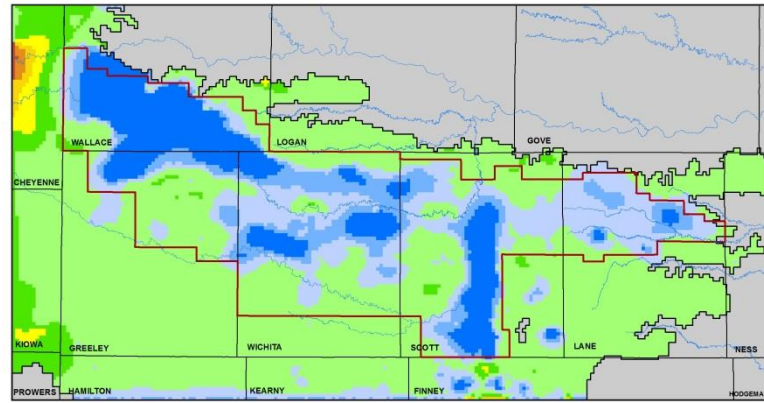 WALLACE
LOGAN
GOVE
CHEYENNE
KIOWA
GREELEY
WICHITA
SCOTT
LANE
NESS
PROWERS
HAMILTON
KEARNY
FINNEY
HODGEMA